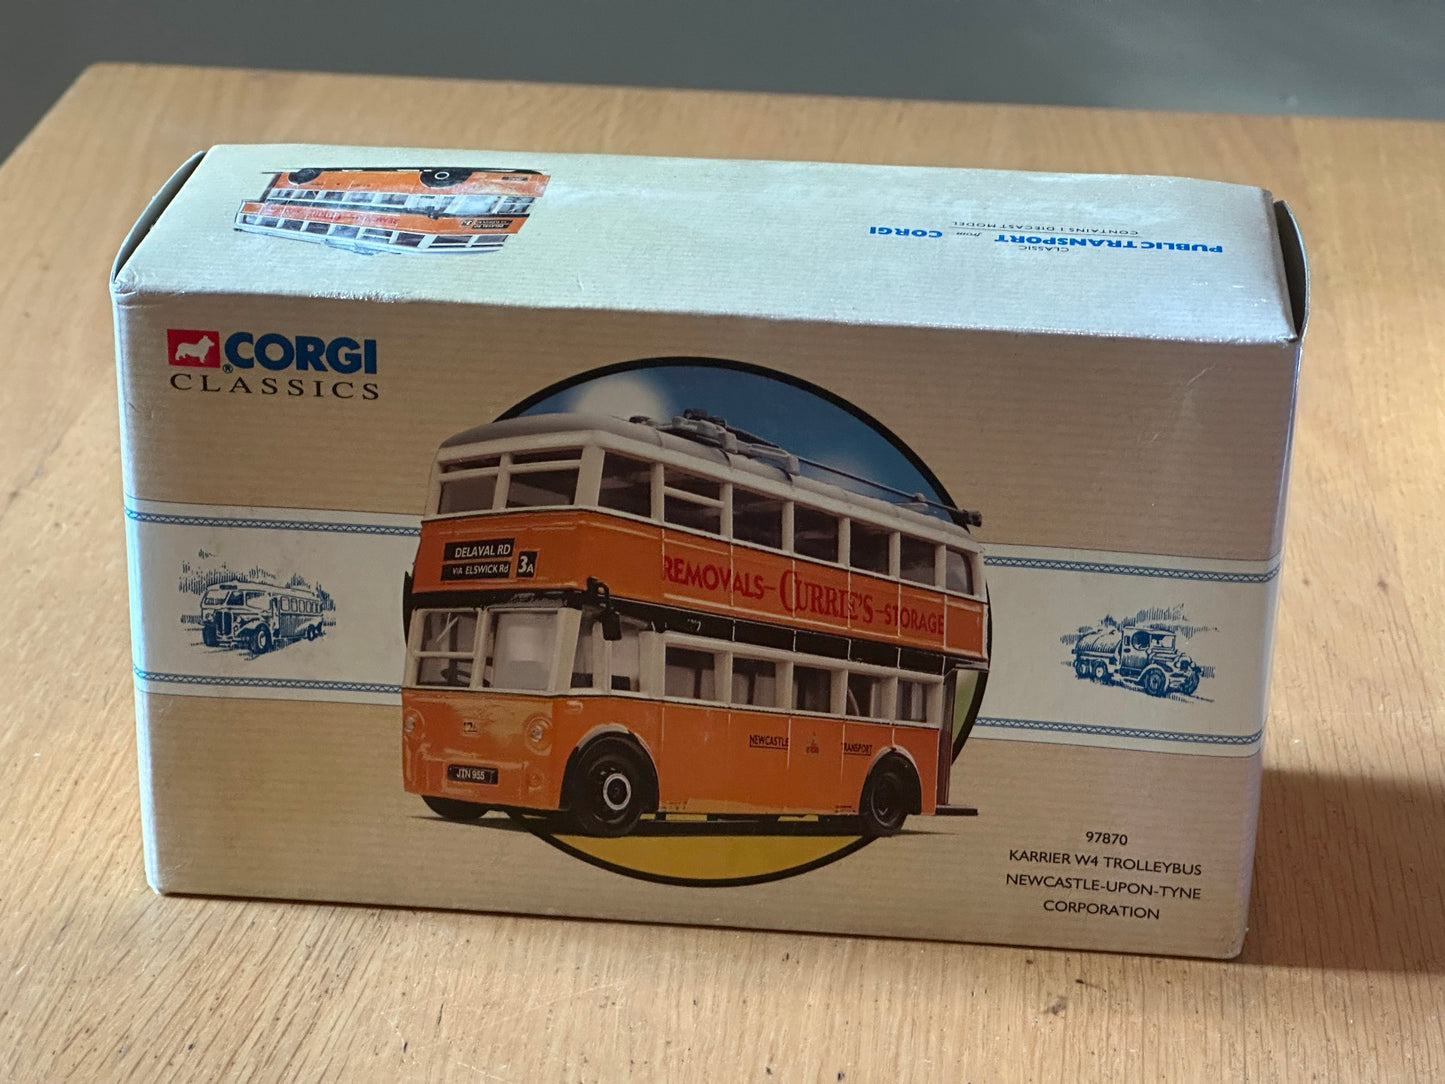 CLASSIC
PUBLIC TRANSPORT from CORGI
CONTAINS 1 DIECAST MODEL
CORGI
®
CLASSICS
DELAVAL RD
VIA ELSWICK Rd
3A
REMOVALS - CURRIE'S - STORAGE
NEWCASTLE
TRANSPORT
JTN 955
97870
KARRIER W4 TROLLEYBUS
NEWCASTLE-UPON-TYNE
CORPORATION